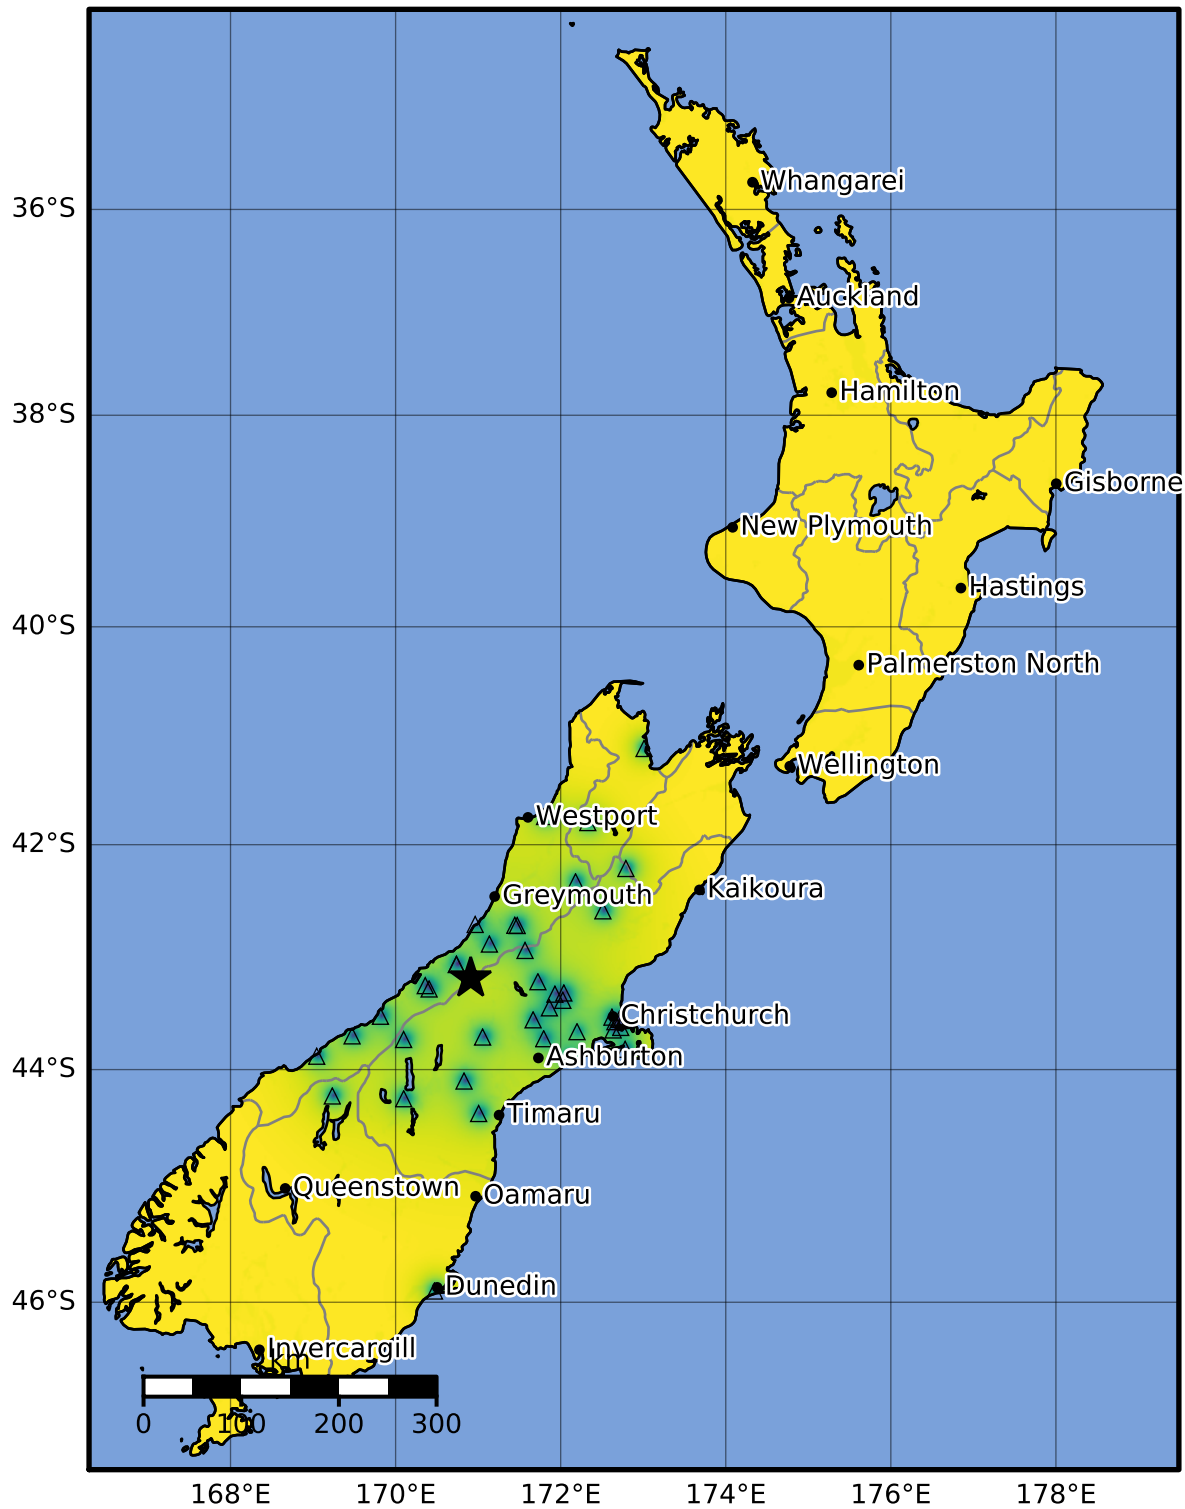 Whangarei
36°S
Auckland
Hamilton
38°S
Gisborne
New Plymouth
Hastings
40°S
Palmerston North
Wellington
Westport
42°S
Kaikoura
Greymouth
Christchurch
Ashburton
44°S
Timaru
Queenstown
Oamaru
Dunedin
46°S
Invercargill
km
0 100 200 300
168°E 170°E 172°E 174°E 176°E 178°E